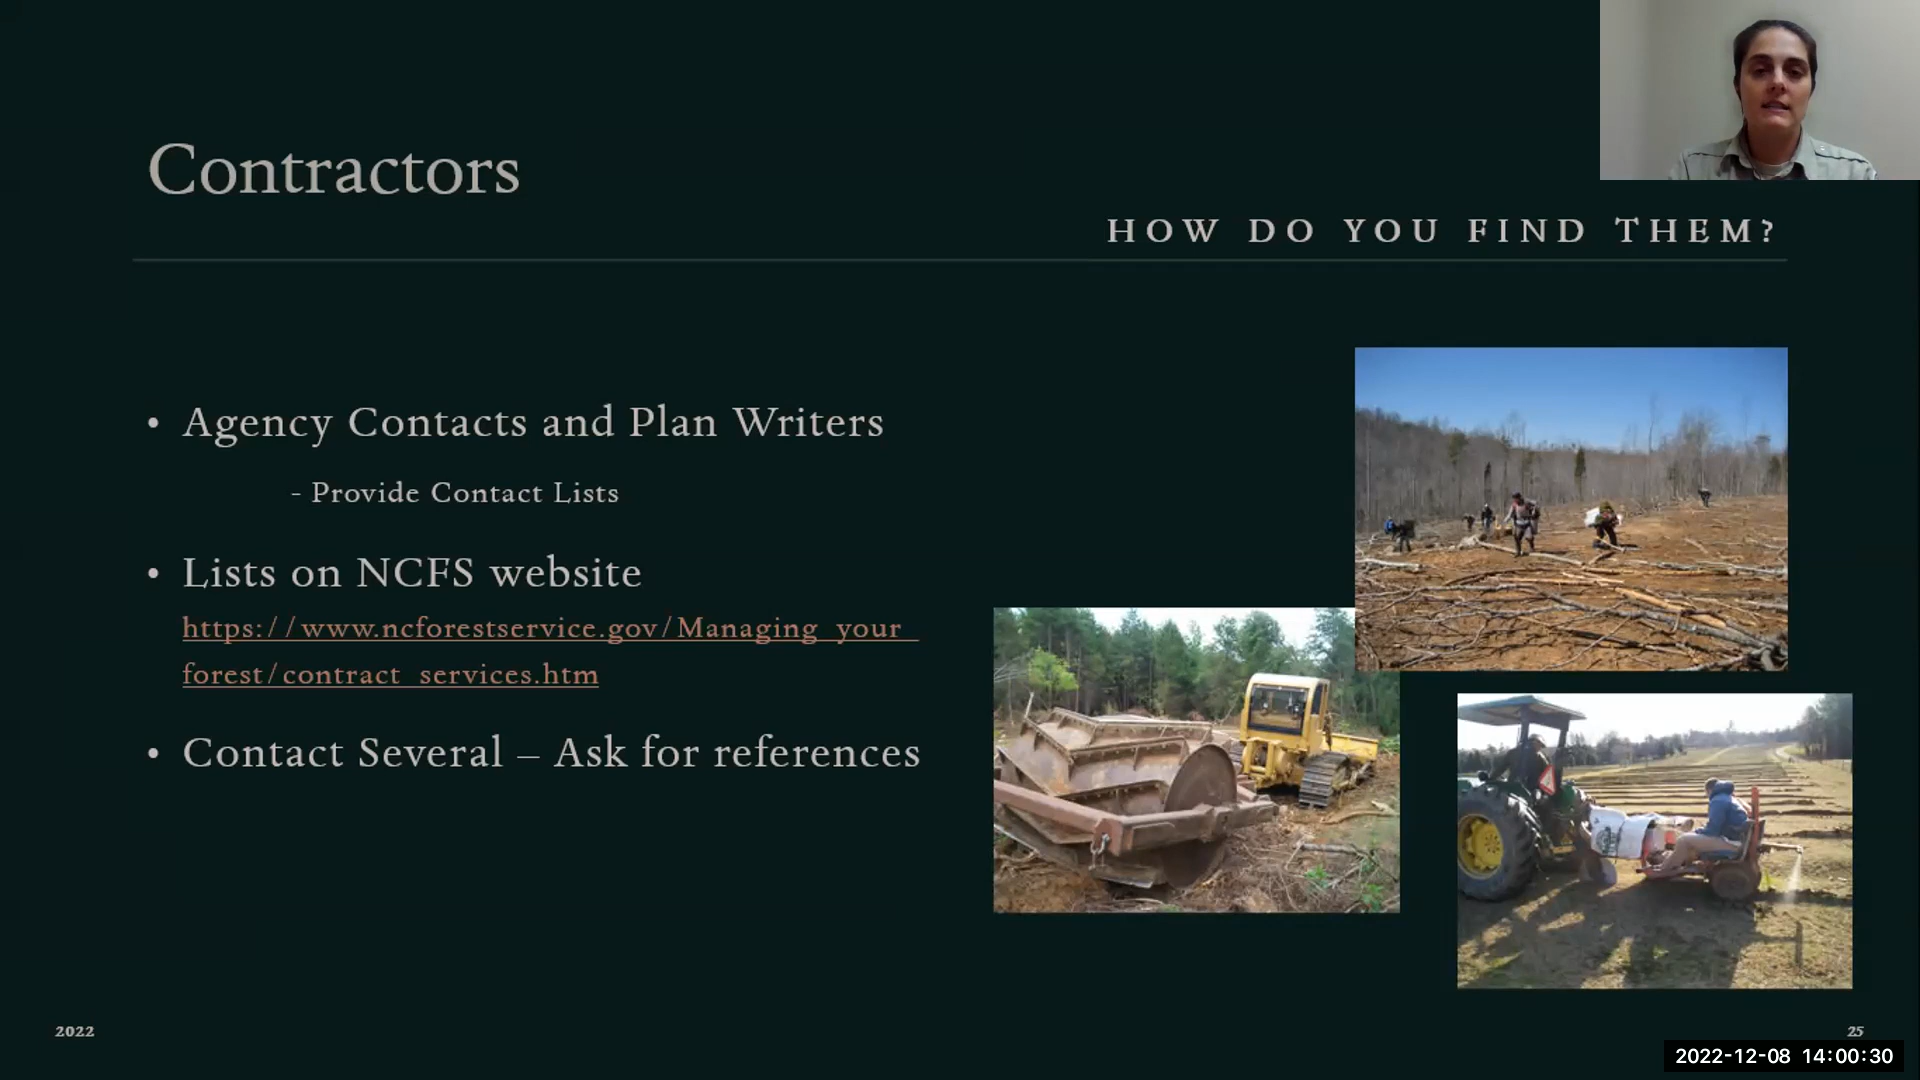 Contractors
HOW DO YOU FIND THEM?
• Agency Contacts and Plan Writers
- Provide Contact Lists
• Lists on NCFS website
https://www.ncforestservice.gov/Managing_your_
forest/contract_services.htm
• Contact Several – Ask for references
2022
25
2022-12-08 14:00:30